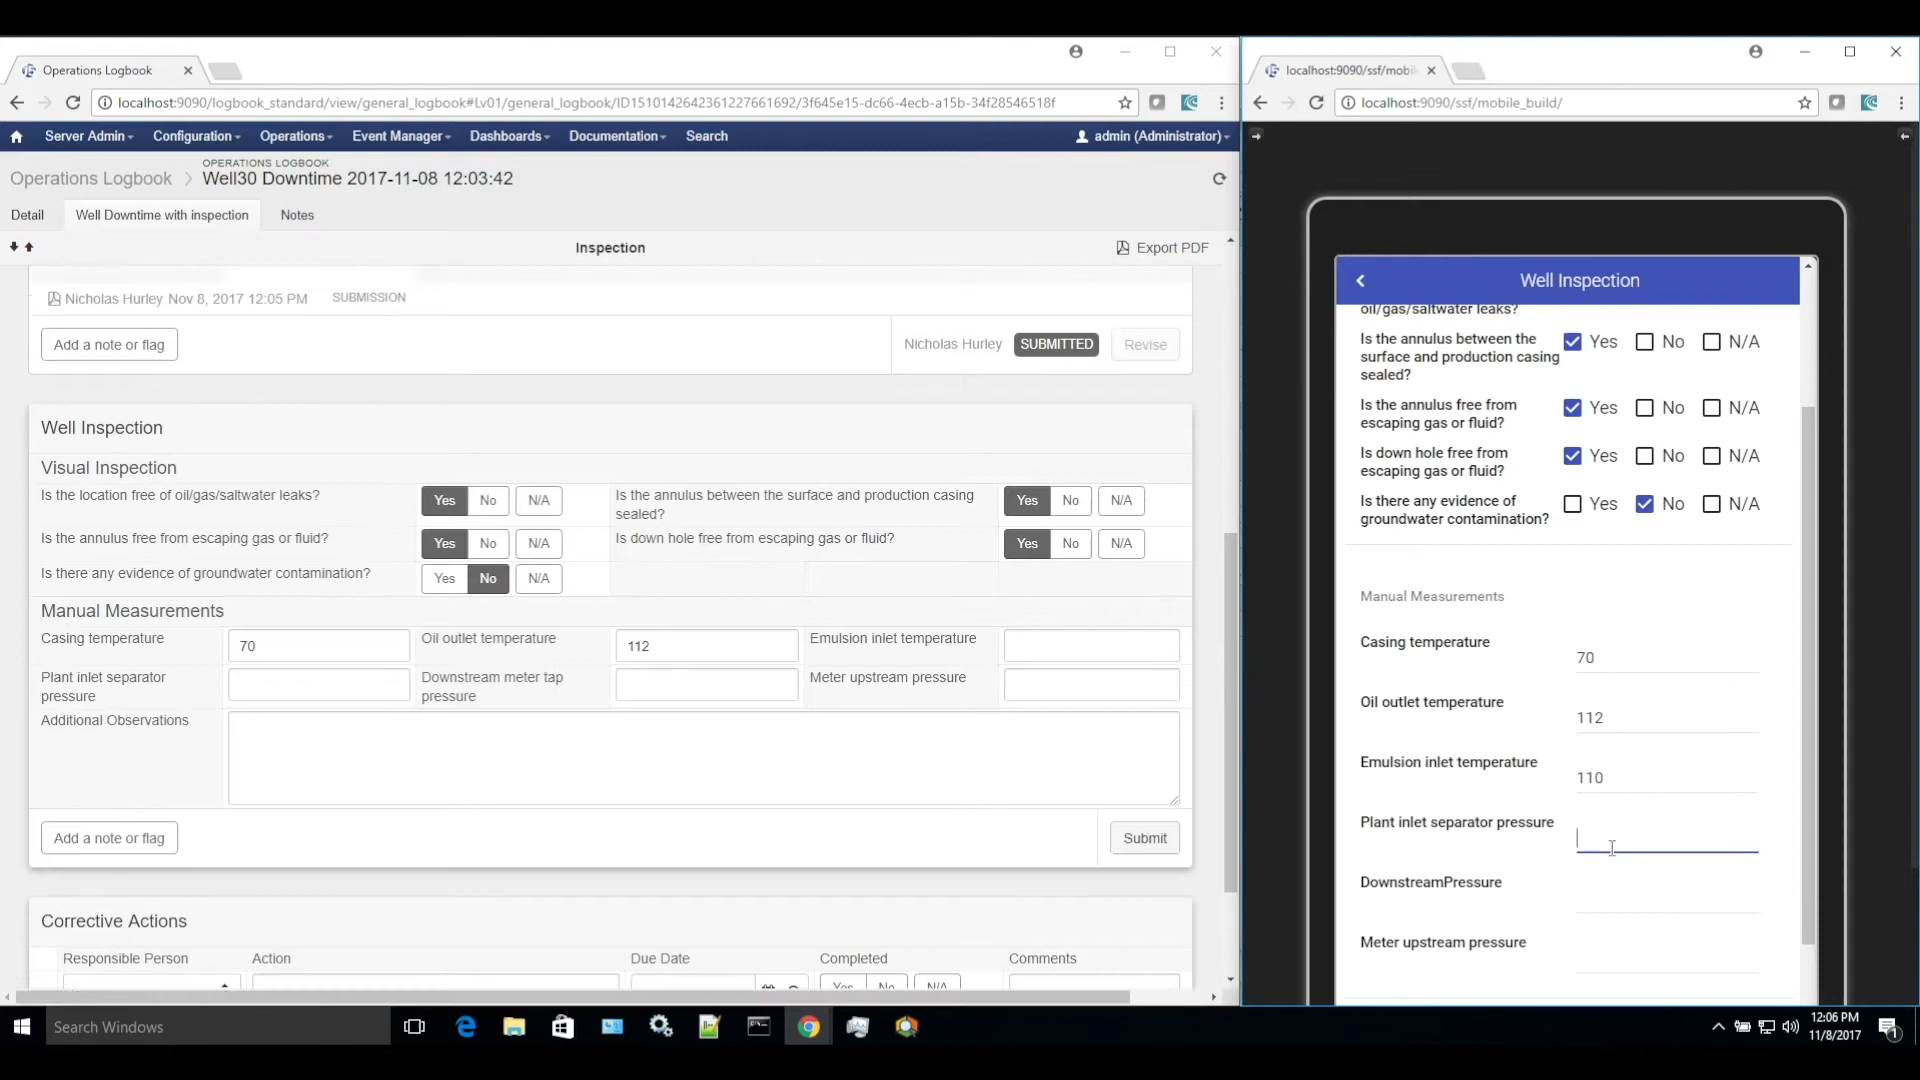 Operations Logbook
localhost:9090/logbook_standard/view/general_logbook#Lv01/general_logbook/ID1510142642361227661692/3f645e15-dc66-4ecb-a15b-34f28546518f
Server Admin Configuration Operations Event Manager Dashboards Documentation Search admin (Administrator)
OPERATIONS LOGBOOK
Operations Logbook > Well30 Downtime 2017-11-08 12:03:42
Detail Well Downtime with inspection Notes
Inspection Export PDF
Nicholas Hurley Nov 8, 2017 12:05 PM SUBMISSION
Add a note or flag Nicholas Hurley SUBMITTED Revise
Well Inspection
Visual Inspection
Is the location free of oil/gas/saltwater leaks? Yes No N/A
Is the annulus between the surface and production casing
sealed?
Yes No N/A
Is the annulus free from escaping gas or fluid? Yes No N/A
Is down hole free from escaping gas or fluid? Yes No N/A
Is there any evidence of groundwater contamination? Yes No N/A
Manual Measurements
Casing temperature 70 Oil outlet temperature 112 Emulsion inlet temperature
Plant inlet separator
pressure
Downstream meter tap
pressure
Meter upstream pressure
Additional Observations
Add a note or flag Submit
Corrective Actions
Responsible Person Action Due Date Completed Comments
Yes No N/A
localhost:9090/ssf/mobil
localhost:9090/ssf/mobile_build/
Well Inspection
oil/gas/saltwater leaks?
Is the annulus between the
surface and production casing
sealed?
Yes No N/A
Is the annulus free from
escaping gas or fluid?
Yes No N/A
Is down hole free from
escaping gas or fluid?
Yes No N/A
Is there any evidence of
groundwater contamination?
Yes No N/A
Manual Measurements
Casing temperature
70
Oil outlet temperature
112
Emulsion inlet temperature
110
Plant inlet separator pressure
DownstreamPressure
Meter upstream pressure
Search Windows
12:06 PM
11/8/2017
1